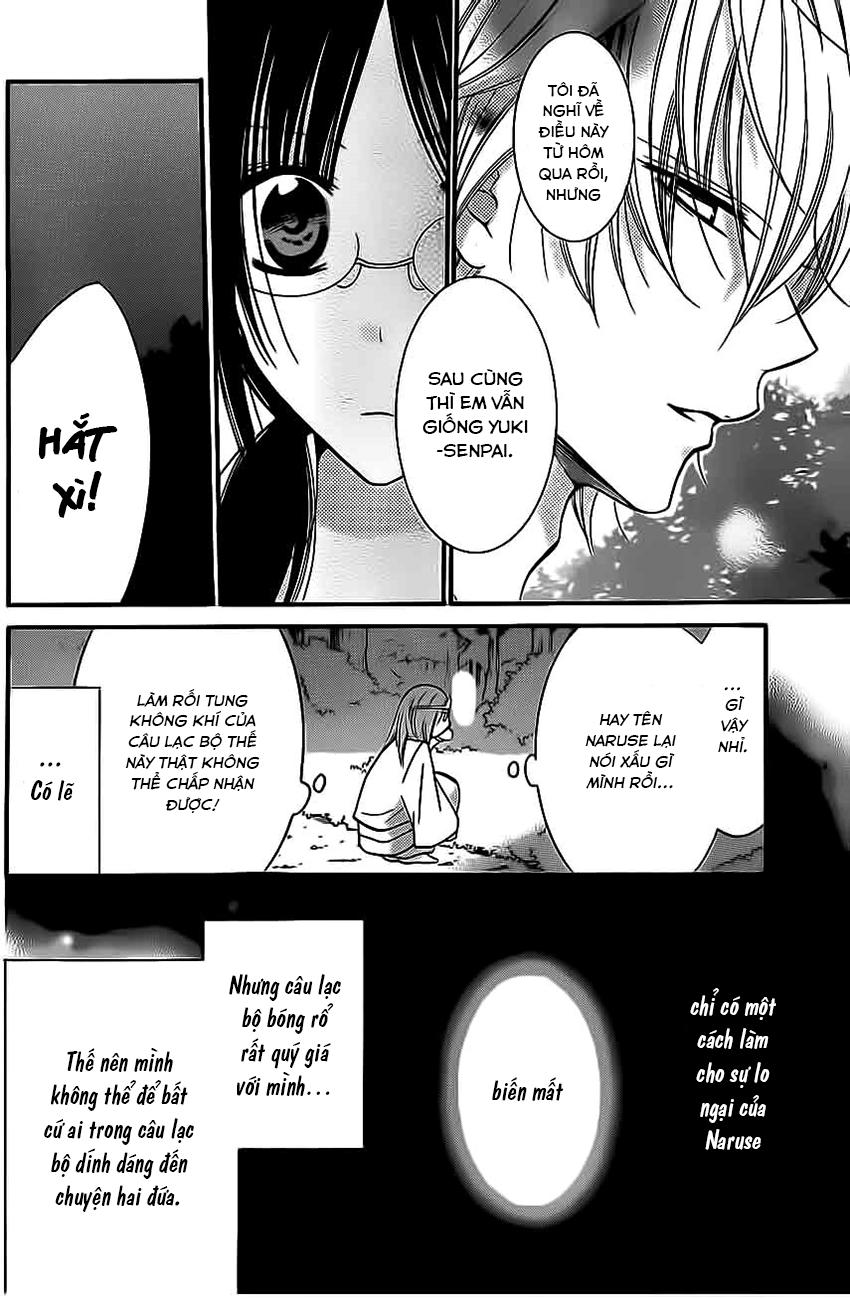 TÔI ĐÃ
NGHĨ VỀ
ĐIỀU NÀY
TỪ HÔM
QUA RỒI,
NHƯNG
SAU CÙNG
THÌ EM VẪN
GIỐNG YUKI
-SENPAI.
HẮT
XÌ!
...
GÌ
VẬY
NHỈ.
HAY TÊN
NARUSE LẠI
NÓI XẤU GÌ
MÌNH RỒI...
LÀM RỐI TUNG
KHÔNG KHÍ CỦA
CÂU LẠC BỘ THẾ
NÀY THẬT KHÔNG
THỂ CHẤP NHẬN
ĐƯỢC!
...
Có lẽ
chỉ có một
cách làm
cho sự lo
ngại của
Naruse
biến mất
Nhưng câu lạc
bộ bóng rổ
rất quý giá
với mình...
Thế nên mình
không thể để bất
cứ ai trong câu lạc
bộ dính dáng đến
chuyện hai đứa.